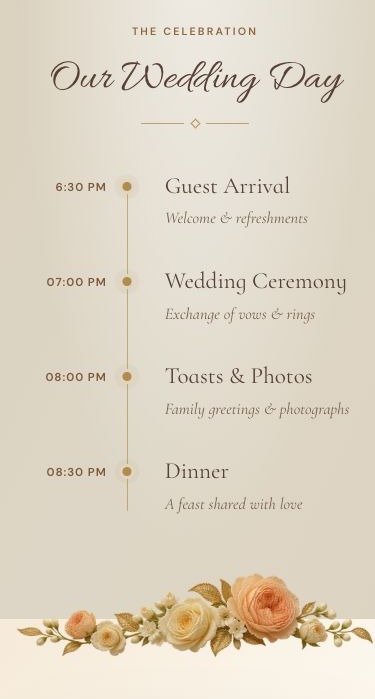 THE CELEBRATION
Our Wedding Day
6:30 PM
Guest Arrival
Welcome & refreshments
07:00 PM
Wedding Ceremony
Exchange of vows & rings
08:00 PM
Toasts & Photos
Family greetings & photographs
08:30 PM
Dinner
A feast shared with love